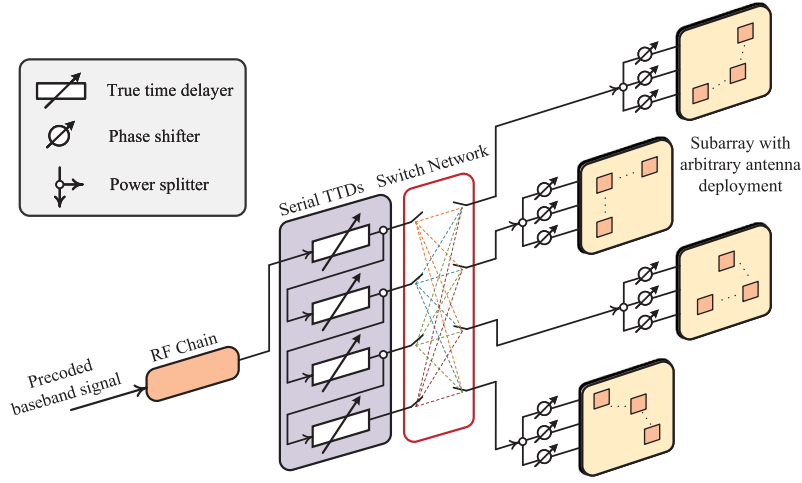 True time delayer
Phase shifter
Power splitter
Serial TTDs
Switch Network
Subarray with
arbitrary antenna
deployment
RF Chain
Precoded
baseband signal